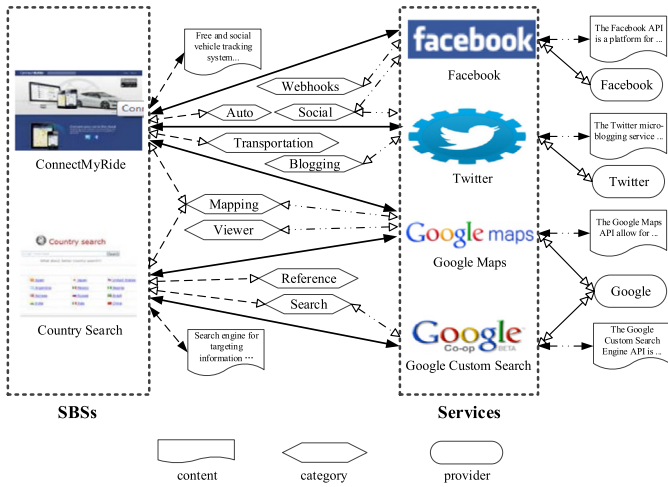 Free and social
vehicle tracking
system...
ConnectMyRide
Country search
Country Search
Search engine for
targeting
information ···
SBSs
Webhooks
Auto
Social
Transportation
Blogging
Mapping
Viewer
Reference
Search
facebook
Facebook
Twitter
Google maps
Google Maps
Google
Co-op BETA
Google Custom Search
Services
The Facebook API
is a platform for ...
Facebook
The Twitter micro-
blogging service ...
Twitter
The Google Maps
API allow for ...
Google
The Google
Custom Search
Engine API is ...
content
category
provider